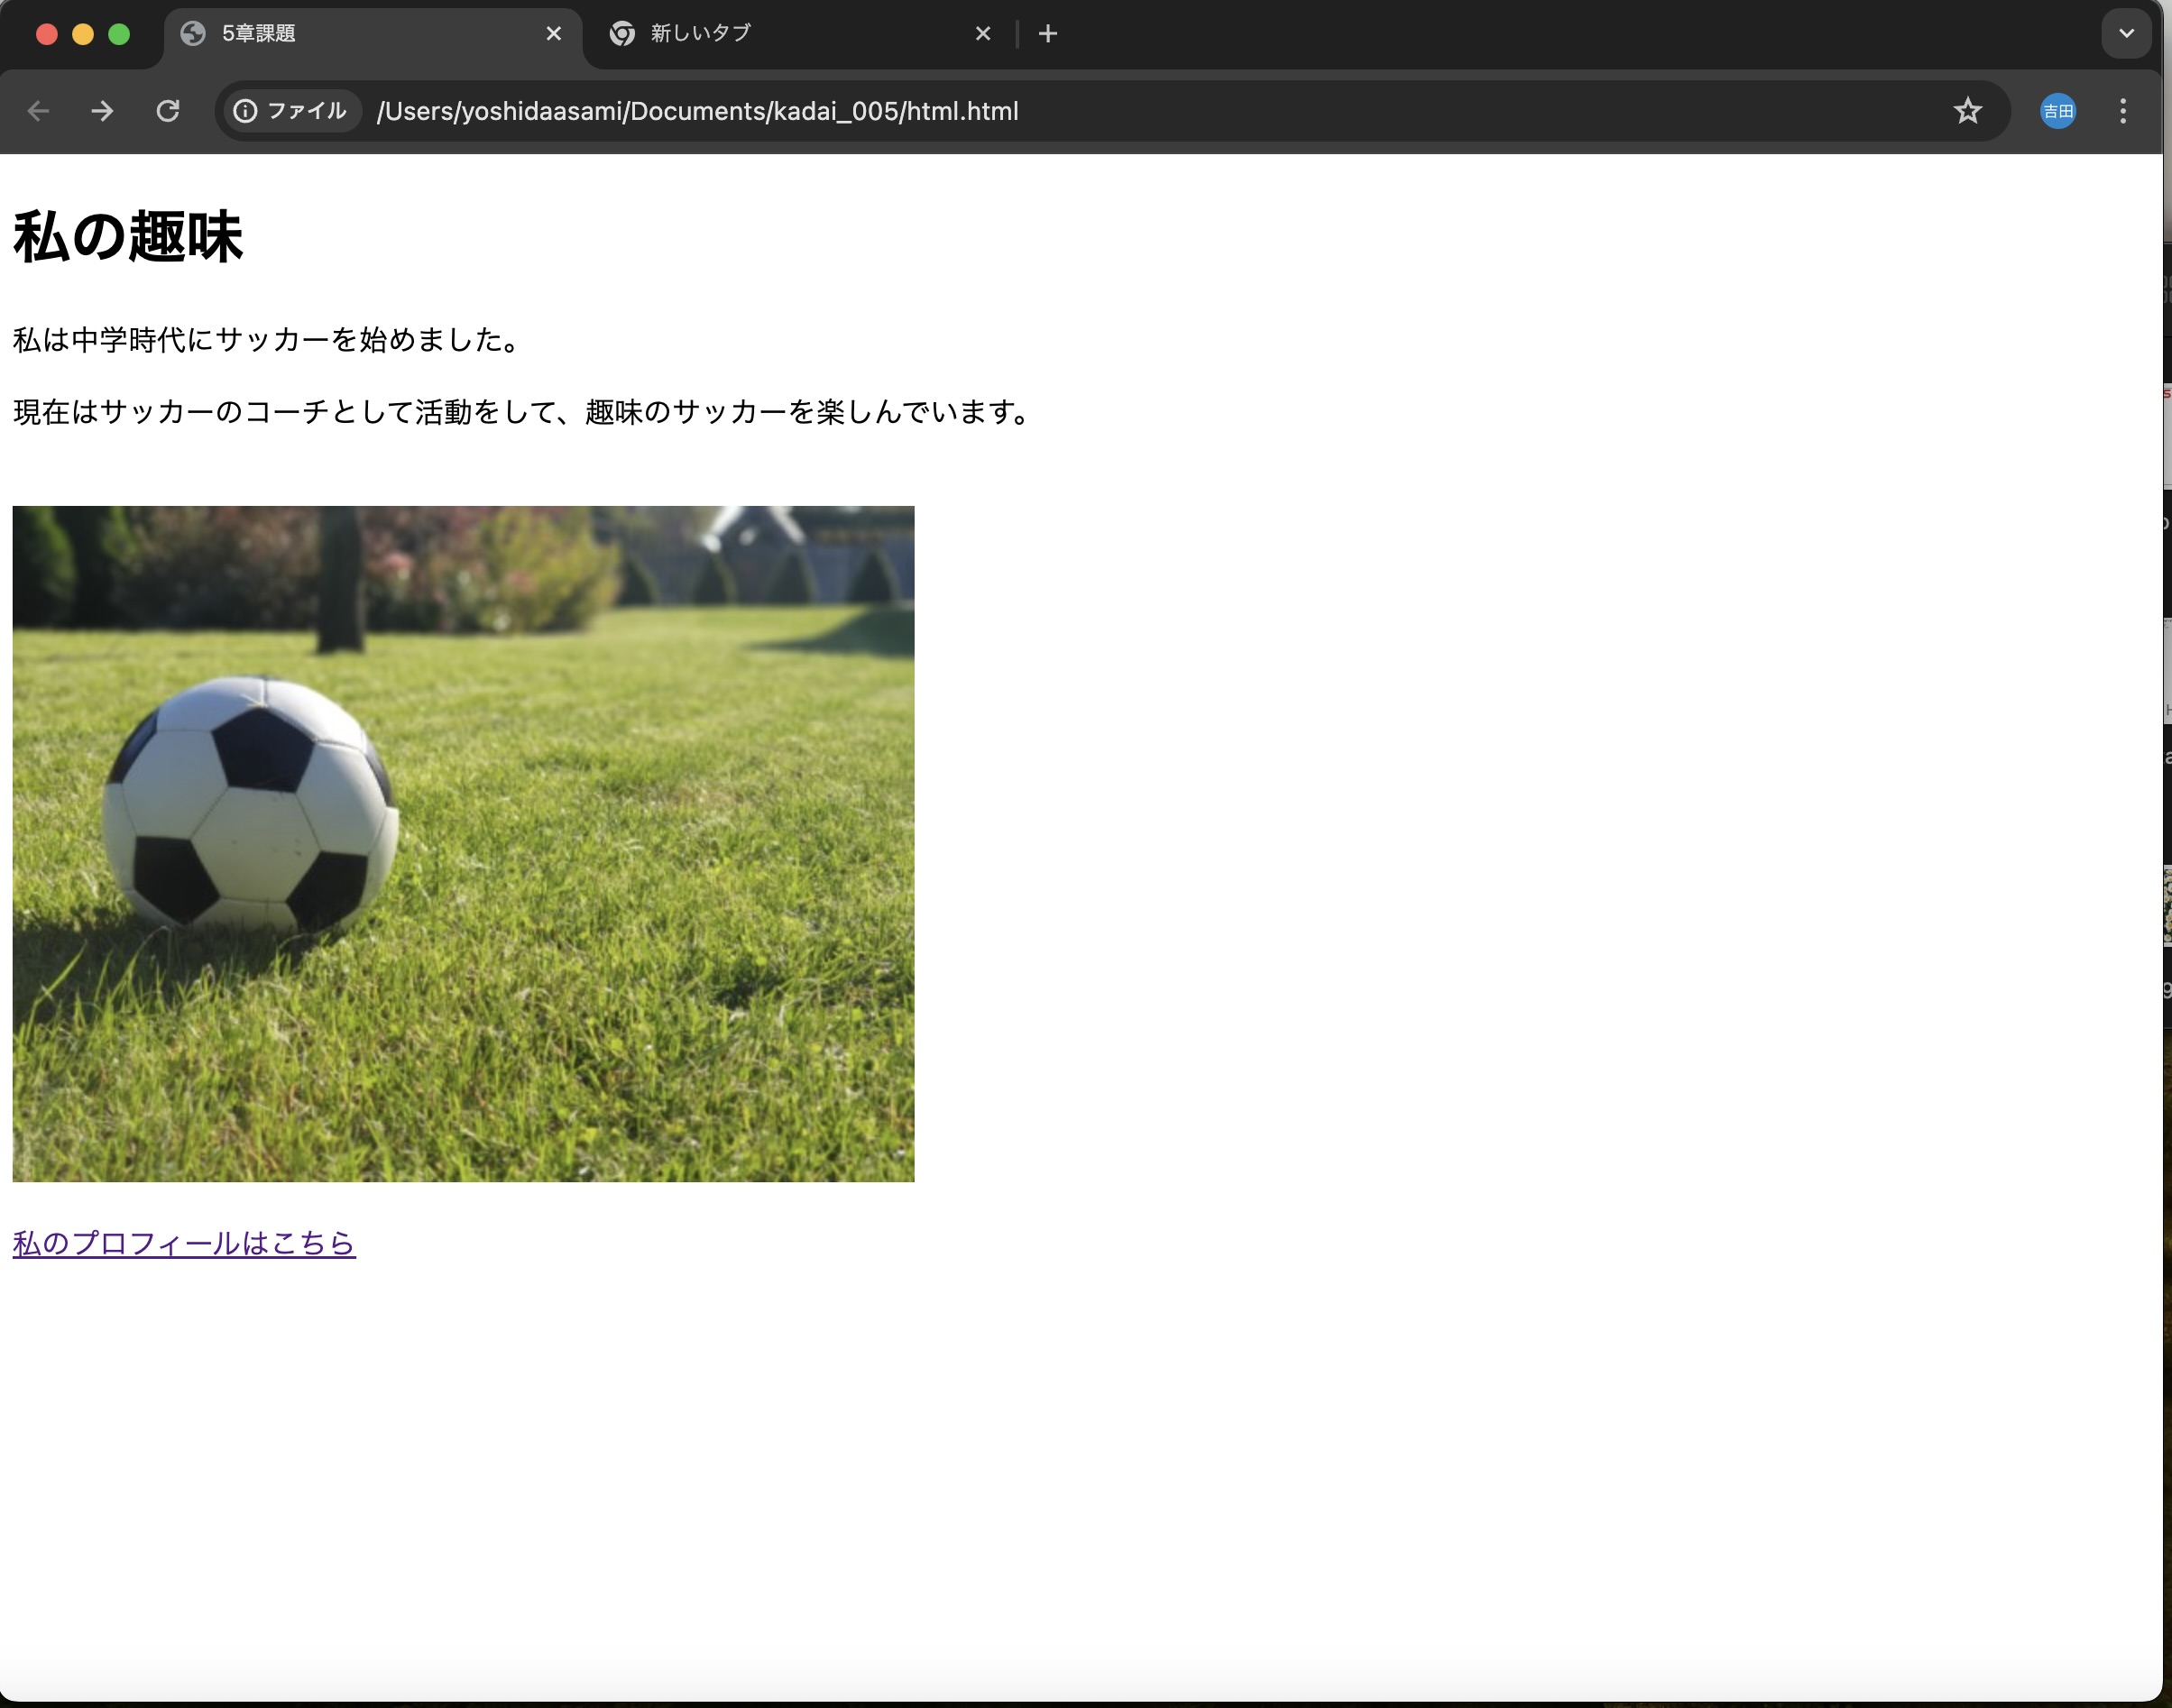 5章課題
新しいタブ
ファイル /Users/yoshidaasami/Documents/kadai_005/html.html
吉田
私の趣味
私は中学時代にサッカーを始めました。
現在はサッカーのコーチとして活動をして、趣味のサッカーを楽しんでいます。
私のプロフィールはこちら